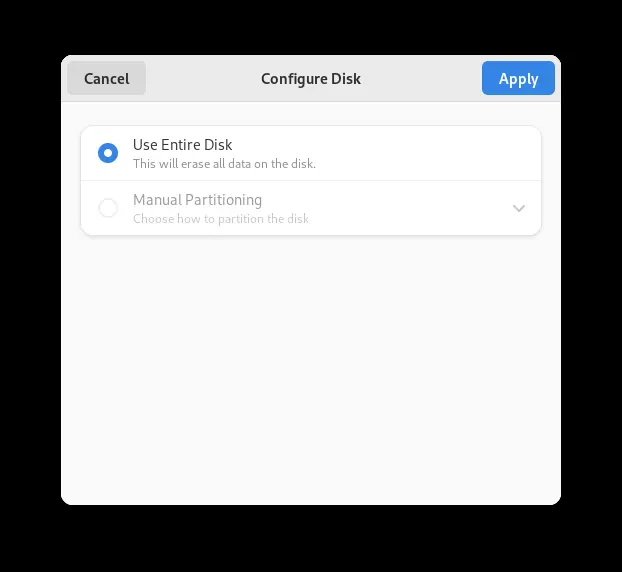 Cancel
Configure Disk
Apply
Use Entire Disk
This will erase all data on the disk.
Manual Partitioning
Choose how to partition the disk